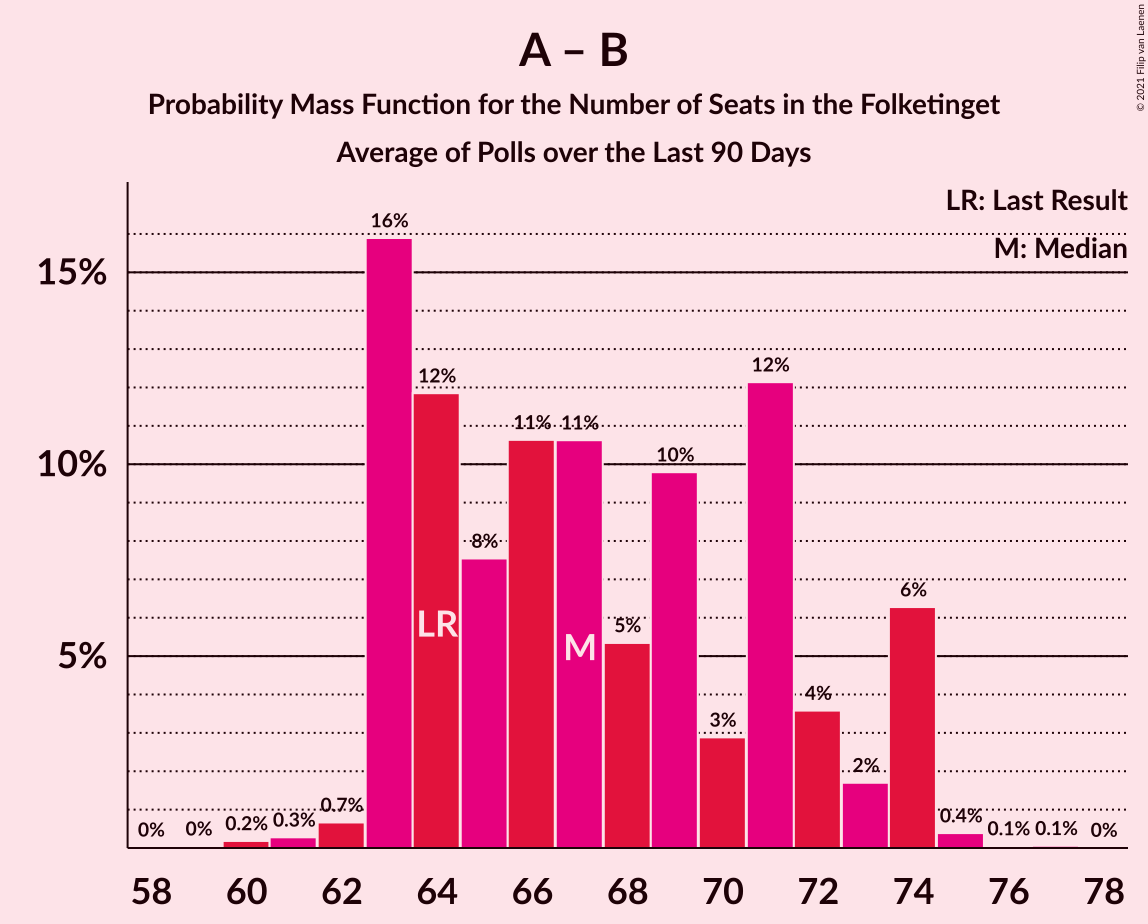 A – B
Probability Mass Function for the Number of Seats in the Folketinget
Average of Polls over the Last 90 Days
© 2021 Filip van Laenen
LR: Last Result
M: Median
15%
10%
5%
0%
0%
0.2%
0.3%
0.7%
16%
12%
8%
11%
11%
5%
10%
3%
12%
4%
2%
6%
0.4%
0.1%
0.1%
0%
LR
M
58 60 62 64 66 68 70 72 74 76 78